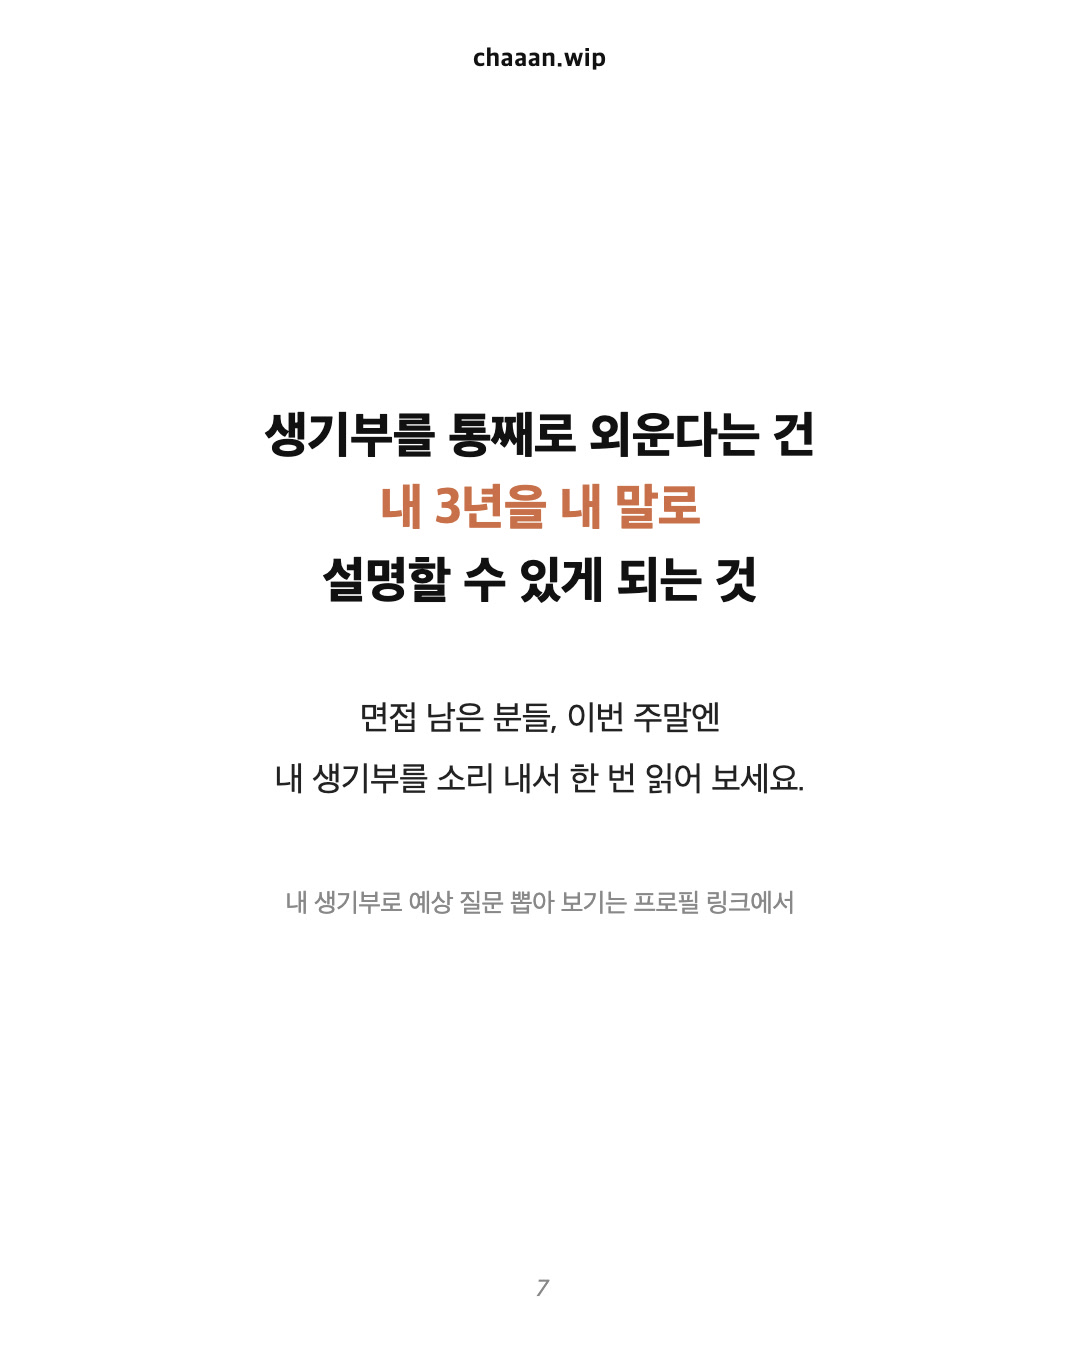 chaaan.wip
생기부를 통째로 외운다는 건
내 3년을 내 말로
설명할 수 있게 되는 것
면접 남은 분들, 이번 주말엔
내 생기부를 소리 내서 한 번 읽어 보세요.
내 생기부로 예상 질문 뽑아 보기는 프로필 링크에서
7